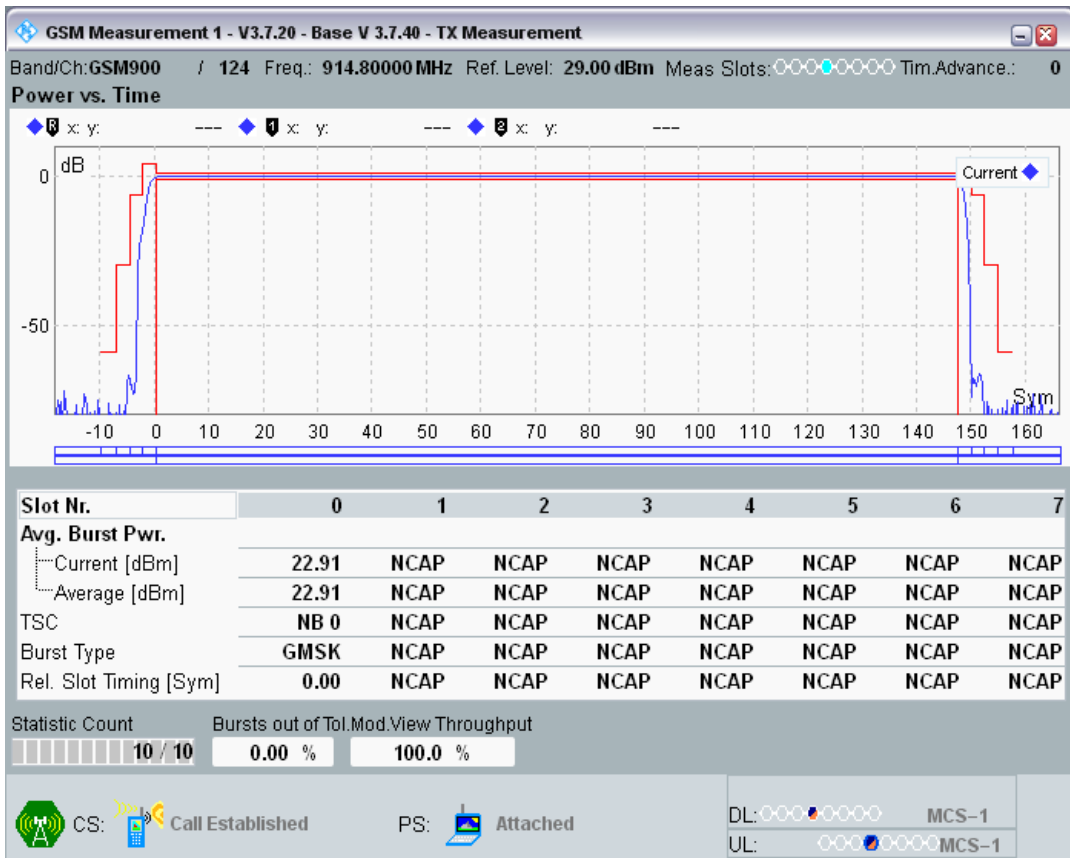 GSM Measurement 1 - V3.7.20 - Base V 3.7.40 - TX Measurement
Band/Ch:GSM900 / 124 Freq.: 914.80000 MHz Ref. Level: 29.00 dBm Meas Slots: Tim.Advance.: 0
Power vs. Time
R x: y: --- 1 x: y: --- 2 x: y: ---
dB
Current
0
-50
Sym
-10 0 10 20 30 40 50 60 70 80 90 100 110 120 130 140 150 160
Slot Nr. 0 1 2 3 4 5 6 7
Avg. Burst Pwr.
Current [dBm] 22.91 NCAP NCAP NCAP NCAP NCAP NCAP NCAP
Average [dBm] 22.91 NCAP NCAP NCAP NCAP NCAP NCAP NCAP
TSC NB 0 NCAP NCAP NCAP NCAP NCAP NCAP NCAP
Burst Type GMSK NCAP NCAP NCAP NCAP NCAP NCAP NCAP
Rel. Slot Timing [Sym] 0.00 NCAP NCAP NCAP NCAP NCAP NCAP NCAP
Statistic Count Bursts out of Tol.Mod.View Throughput
10 / 10 0.00 % 100.0 %
CS: Call Established PS: Attached
DL: MCS-1
UL: MCS-1